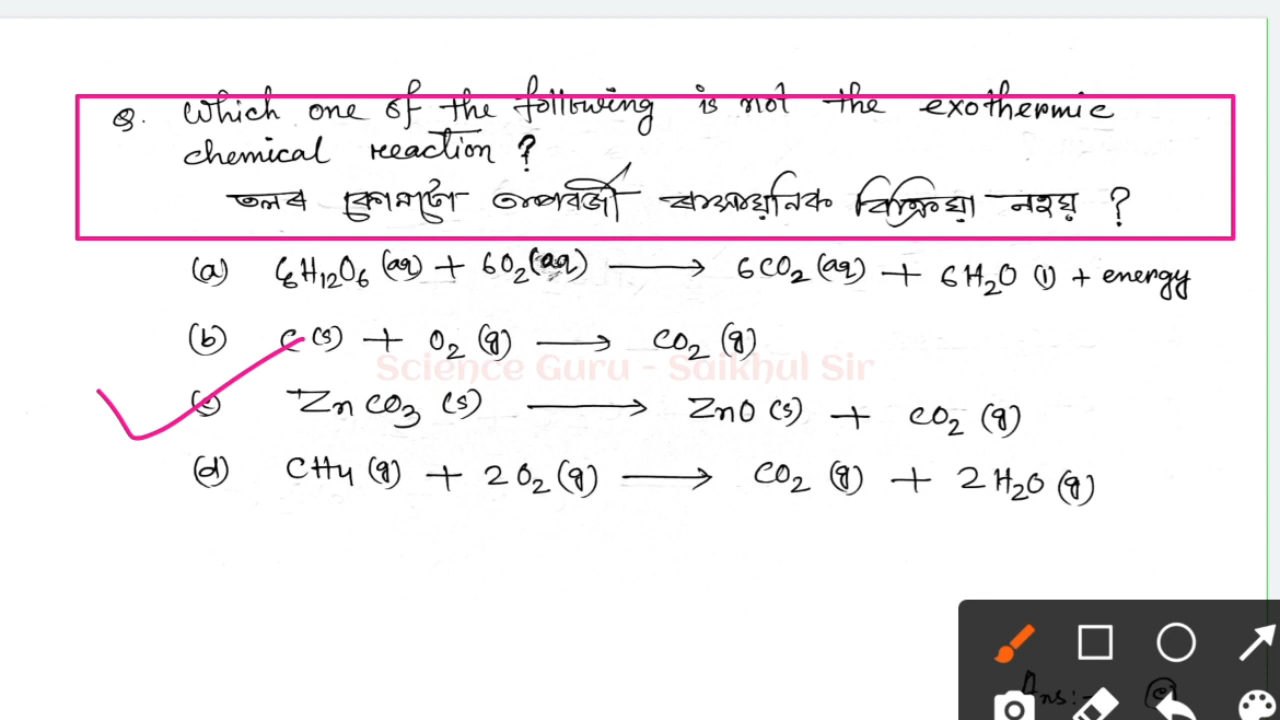 Q. Which one of the following is not the exothermic
chemical reaction ?
তলৰ কোনটো তাপবৰ্জী ৰাসায়নিক বিক্ৰিয়া নহয় ?
(a) C6H12O6 (aq) + 6O2 (aq) ⟶ 6CO2 (aq) + 6H2O (l) + energy
(b) C (s) + O2 (g) ⟶ CO2 (g)
Science Guru - Saikhul Sir
(c) ZnCO3 (s) ⟶ ZnO (s) + CO2 (g)
(d) CH4 (g) + 2O2 (g) ⟶ CO2 (g) + 2H2O (g)
Ans:- (c)